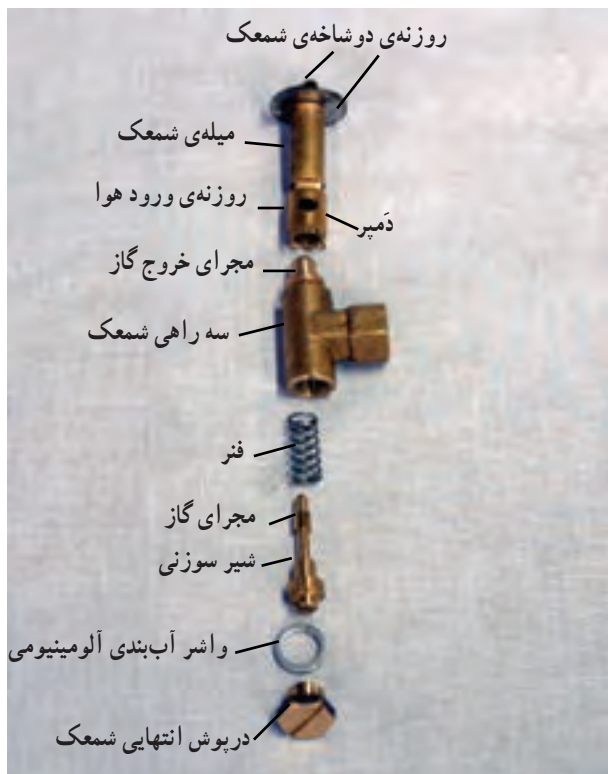 روزنه‌ی دوشاخه‌ی شمعک
میله‌ی شمعک
روزنه‌ی ورود هوا
دَمپر
مجرای خروج گاز
سه راهی شمعک
فنر
مجرای گاز
شیر سوزنی
واشر آب‌بندی آلومینیومی
درپوش انتهایی شمعک